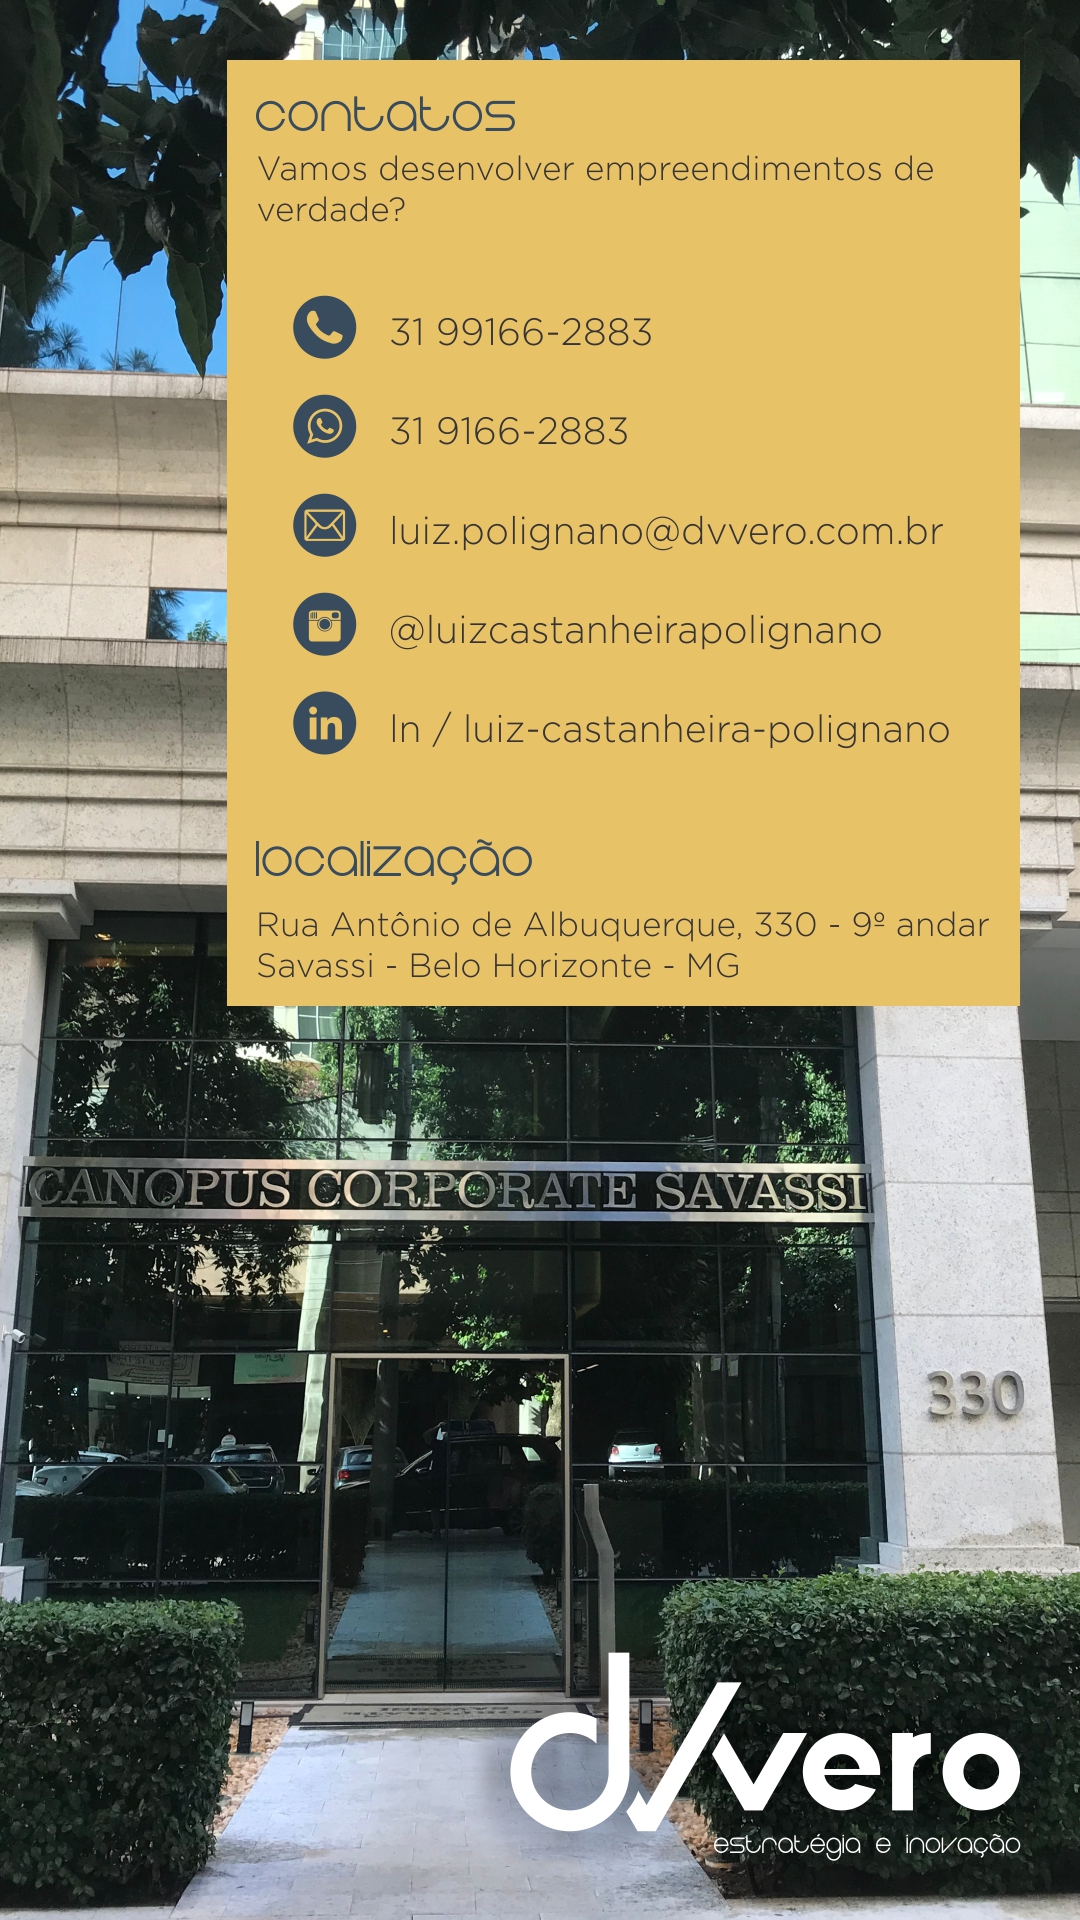 contatos
Vamos desenvolver empreendimentos de
verdade?
31 99166-2883
31 9166-2883
luiz.polignano@dvvero.com.br
@luizcastanheirapolignano
in
In / luiz-castanheira-polignano
localização
Rua Antônio de Albuquerque, 330 - 9º andar
Savassi - Belo Horizonte - MG
CANOPUS CORPORATE SAVASSI
330
d/vvero
estratégia e inovação